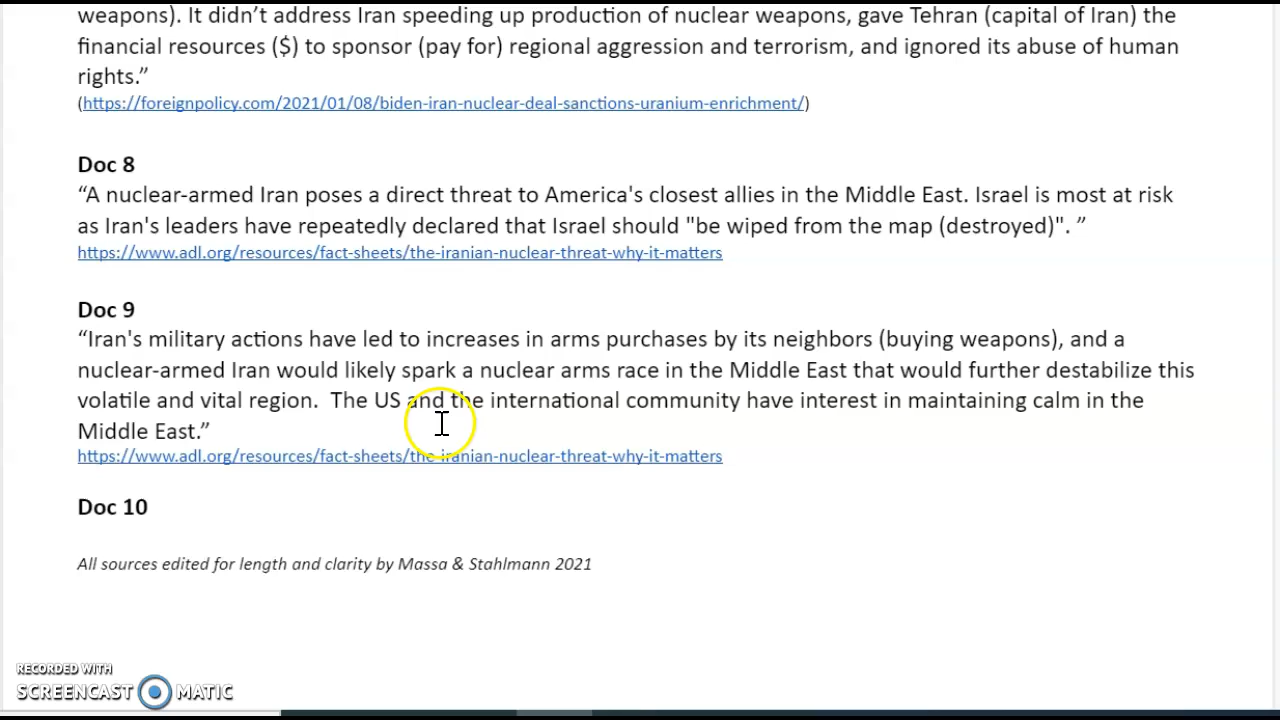 weapons). It didn’t address Iran speeding up production of nuclear weapons, gave Tehran (capital of Iran) the
financial resources ($) to sponsor (pay for) regional aggression and terrorism, and ignored its abuse of human
rights.”
(https://foreignpolicy.com/2021/01/08/biden-iran-nuclear-deal-sanctions-uranium-enrichment/)
Doc 8
“A nuclear-armed Iran poses a direct threat to America's closest allies in the Middle East. Israel is most at risk
as Iran's leaders have repeatedly declared that Israel should "be wiped from the map (destroyed)". ”
https://www.adl.org/resources/fact-sheets/the-iranian-nuclear-threat-why-it-matters
Doc 9
“Iran's military actions have led to increases in arms purchases by its neighbors (buying weapons), and a
nuclear-armed Iran would likely spark a nuclear arms race in the Middle East that would further destabilize this
volatile and vital region.  The US and the international community have interest in maintaining calm in the
Middle East.”
https://www.adl.org/resources/fact-sheets/the-iranian-nuclear-threat-why-it-matters
Doc 10
All sources edited for length and clarity by Massa & Stahlmann 2021
RECORDED WITH
SCREENCAST MATIC